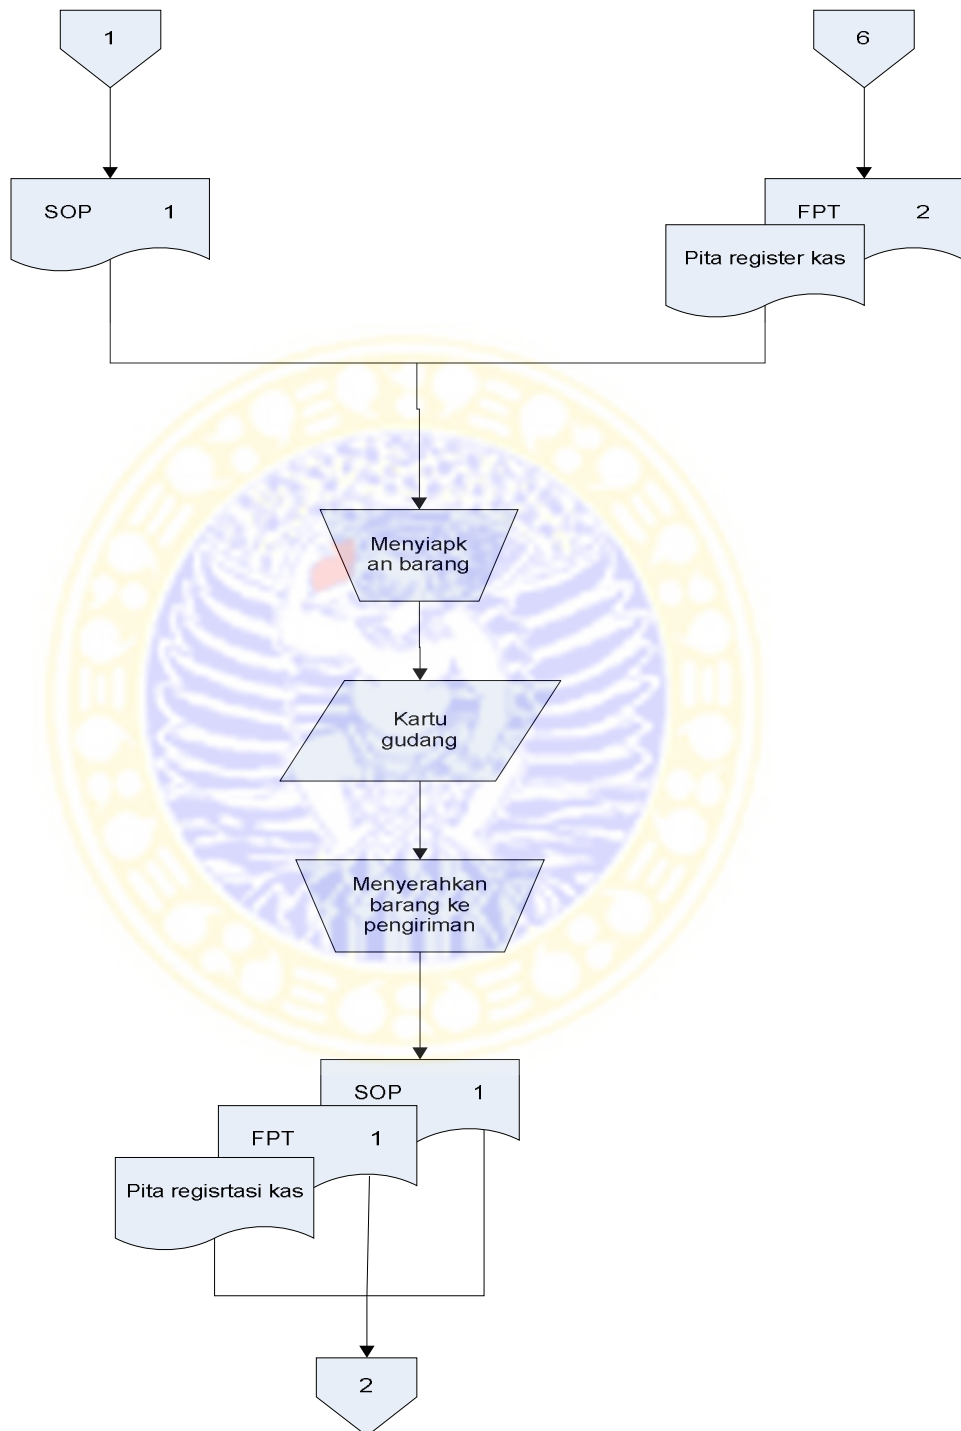 1
6
SOP 1
FPT 2
Pita register kas
Menyiapk
an barang
Kartu
gudang
Menyerahkan
barang ke
pengiriman
SOP 1
FPT 1
Pita regisrtasi kas
2